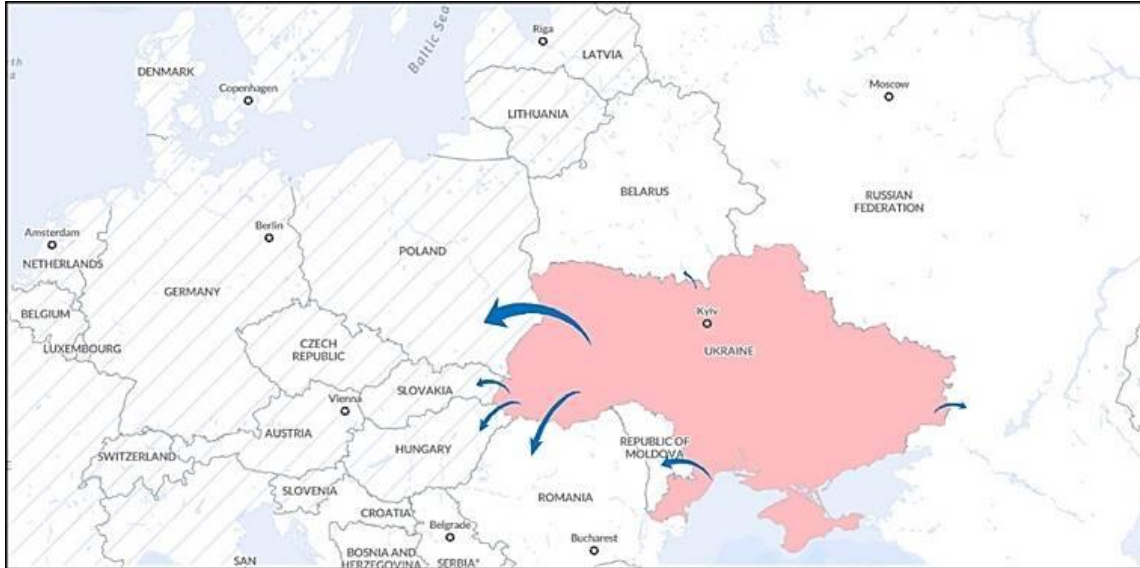 Riga
LATVIA
Baltic Sea
DENMARK
Moscow
Copenhagen
LITHUANIA
BELARUS
RUSSIAN
FEDERATION
Amsterdam
NETHERLANDS
Berlin
POLAND
GERMANY
BELGIUM
LUXEMBOURG
CZECH
REPUBLIC
Kyiv
UKRAINE
SLOVAKIA
Vienna
AUSTRIA
SWITZERLAND
HUNGARY
REPUBLIC OF
MOLDOVA
SLOVENIA
ROMANIA
CROATIA
Belgrade
Bucharest
BOSNIA AND
HERZEGOVINA
SERBIA*
SAN